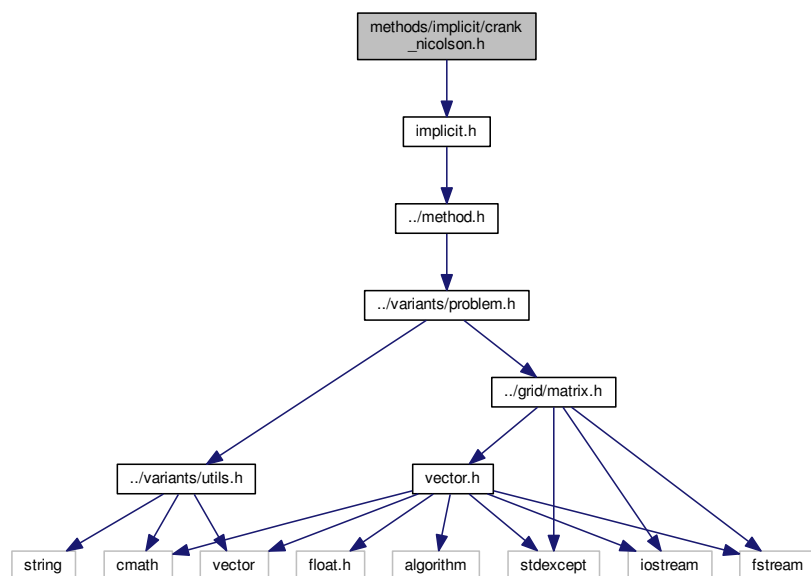 methods/implicit/crank
_nicolson.h
implicit.h
../method.h
../variants/problem.h
../grid/matrix.h
../variants/utils.h
vector.h
string
cmath
vector
float.h
algorithm
stdexcept
iostream
fstream